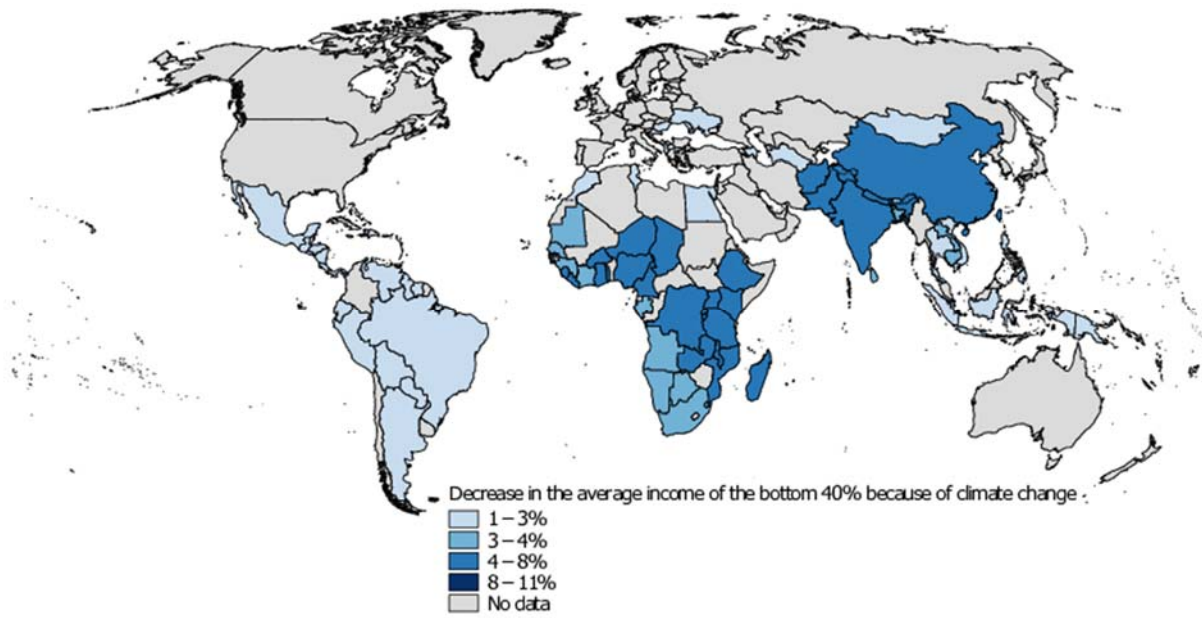 Decrease in the average income of the bottom 40% because of climate change
1 – 3%
3 – 4%
4 – 8%
8 – 11%
No data